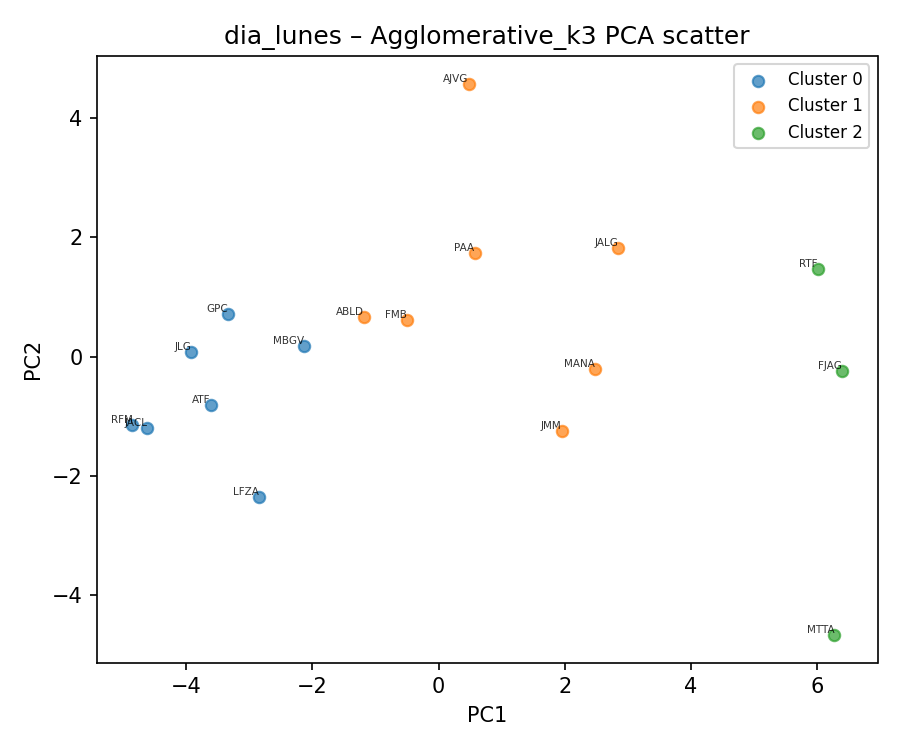 dia_lunes – Agglomerative_k3 PCA scatter
Cluster 0
Cluster 1
Cluster 2
AJVG
PAA
JALG
RTF
GPC
ABLD
FMB
JLG
MBGV
MANA
FJAG
ATF
RFM
JACL
JMM
LFZA
MTTA
4
2
0
−2
−4
PC2
−4
−2
0
2
4
6
PC1